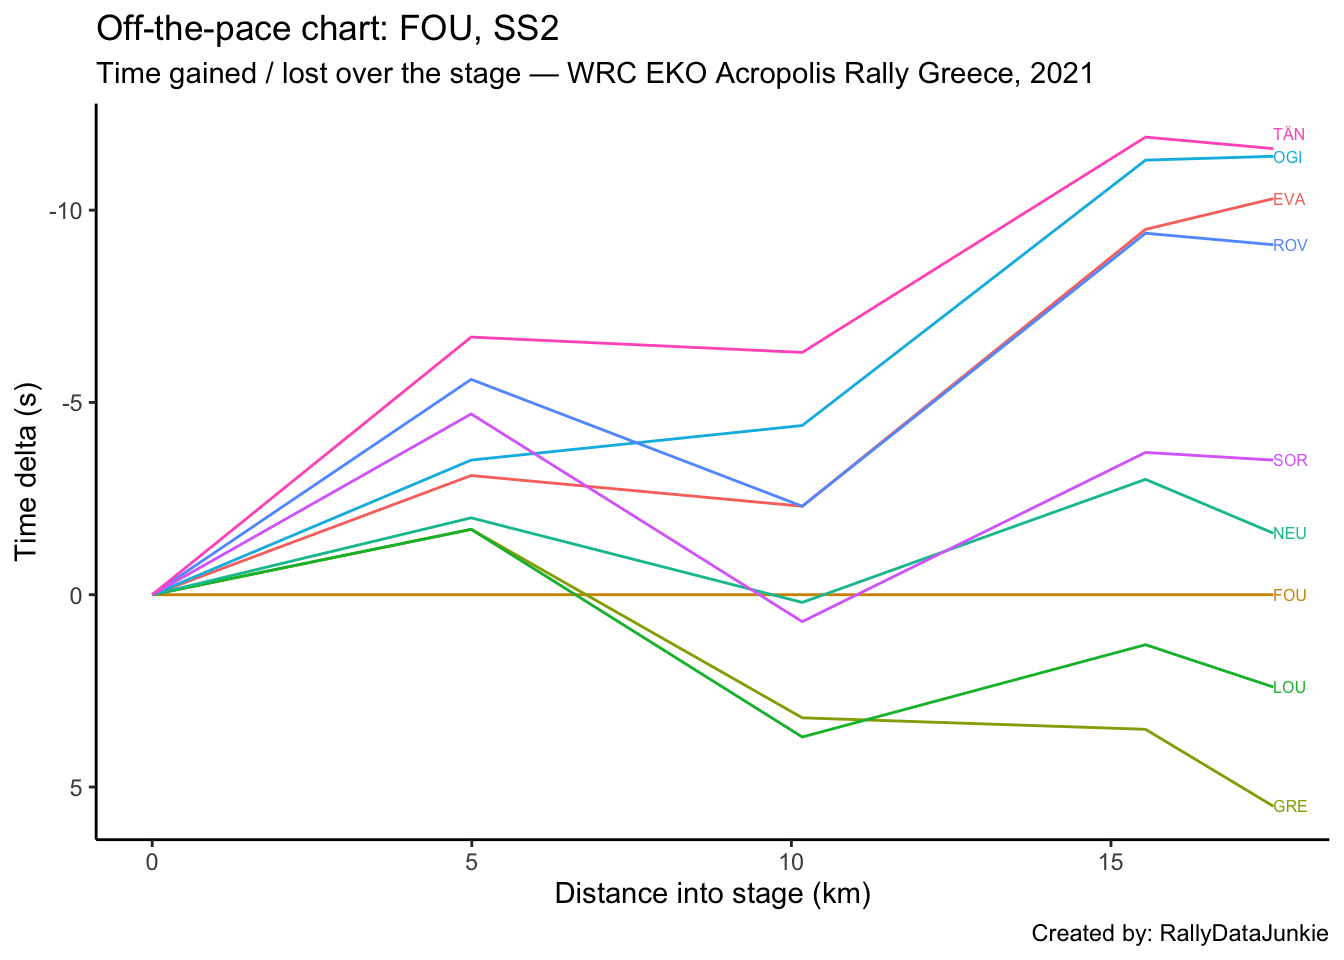 Off-the-pace chart: FOU, SS2
Time gained / lost over the stage — WRC EKO Acropolis Rally Greece, 2021
TÄN
OGI
EVA
-10
ROV
-5
SOR
NEU
0
FOU
LOU
5
GRE
Time delta (s)
0 5 10 15
Distance into stage (km)
Created by: RallyDataJunkie